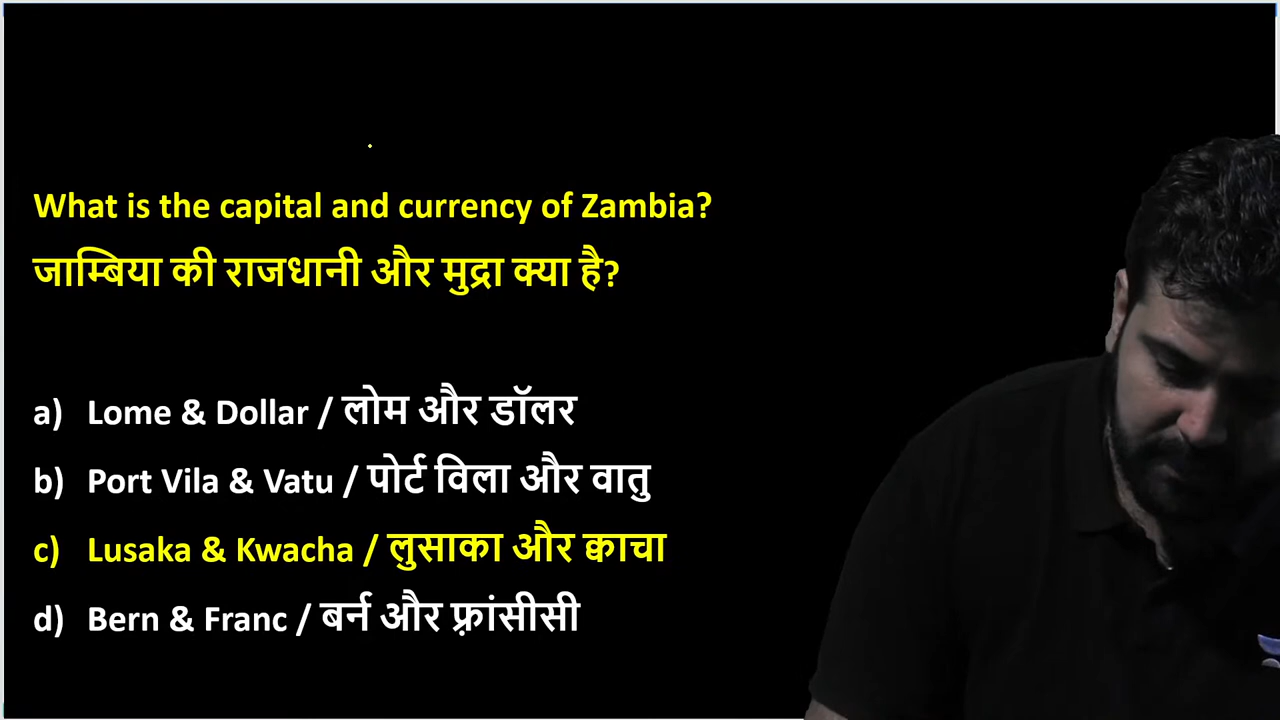 What is the capital and currency of Zambia?
जाम्बिया की राजधानी और मुद्रा क्या है?
a) Lome & Dollar / लोम और डॉलर
b) Port Vila & Vatu / पोर्ट विला और वातु
c) Lusaka & Kwacha / लुसाका और क्वाचा
d) Bern & Franc / बर्न और फ़्रांसीसी